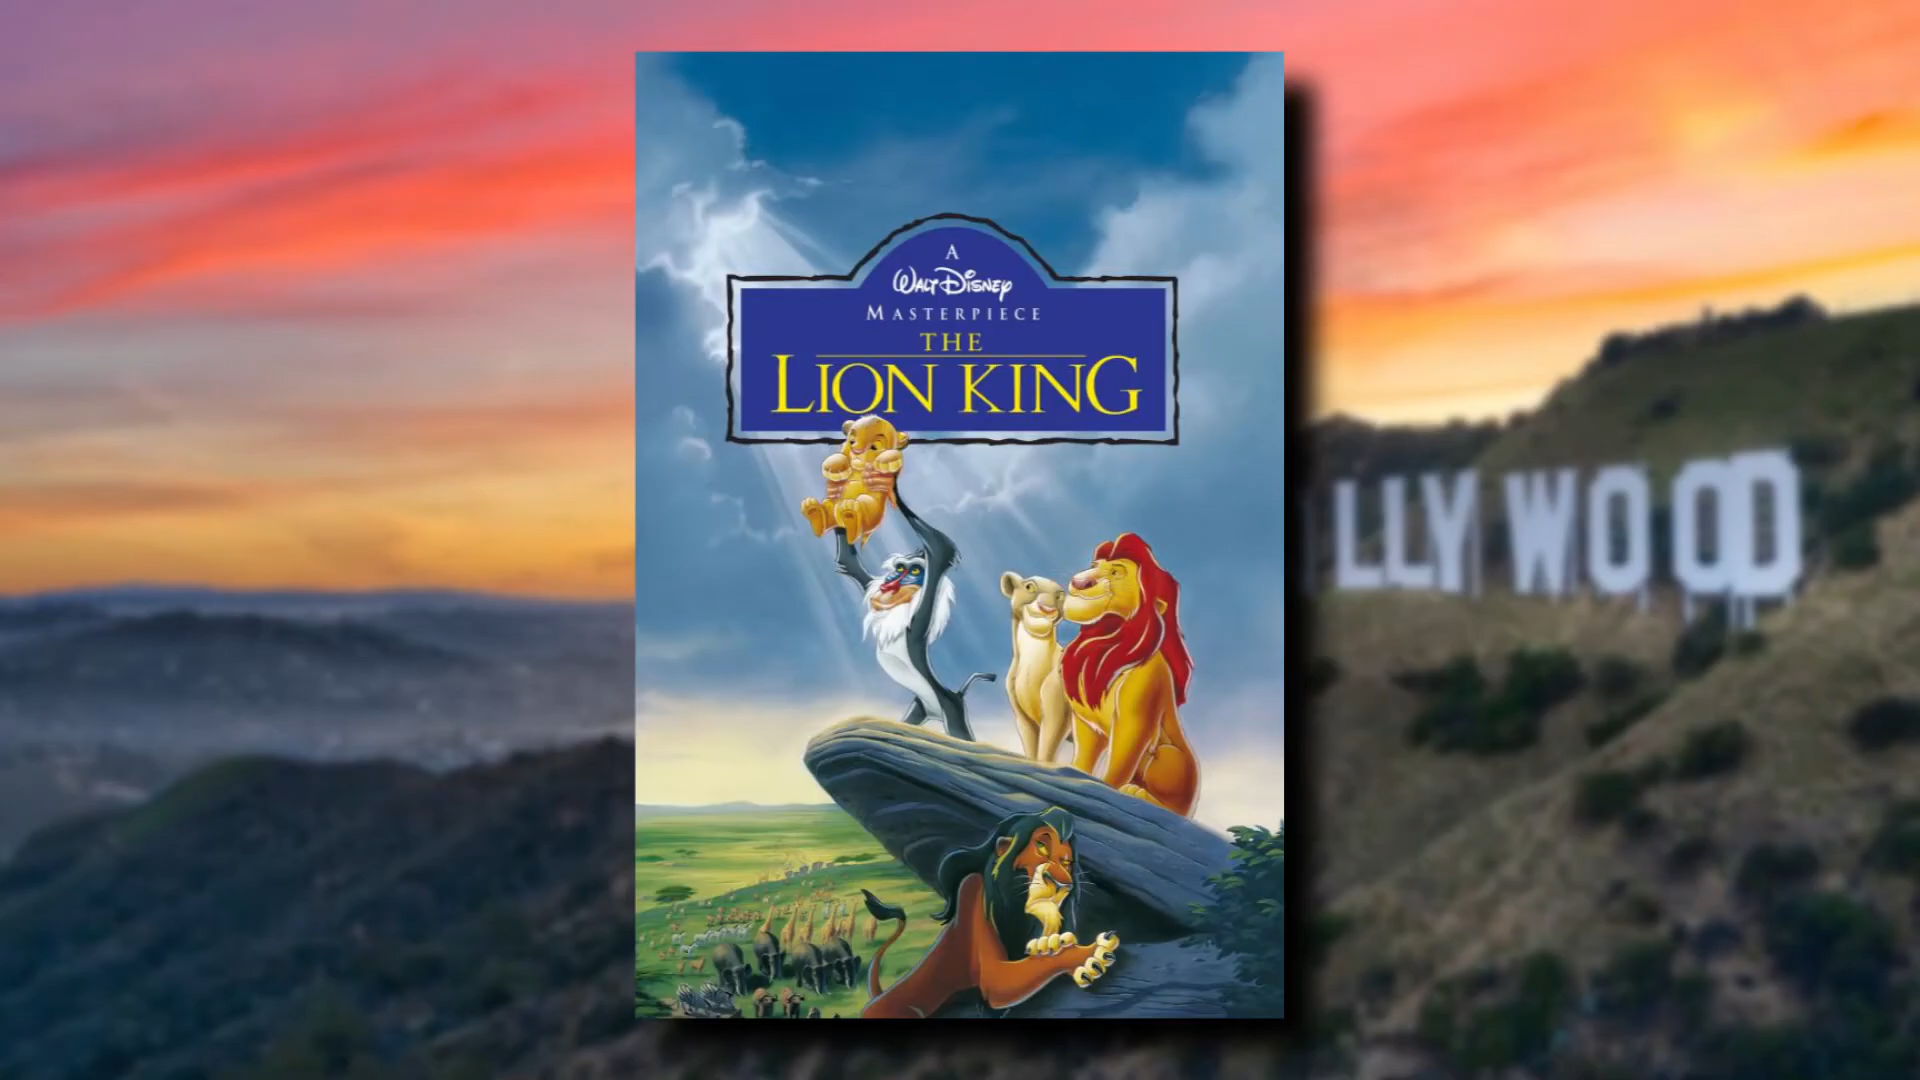 A
Walt Disney
MASTERPIECE
THE
LION KING
LLYWOOD